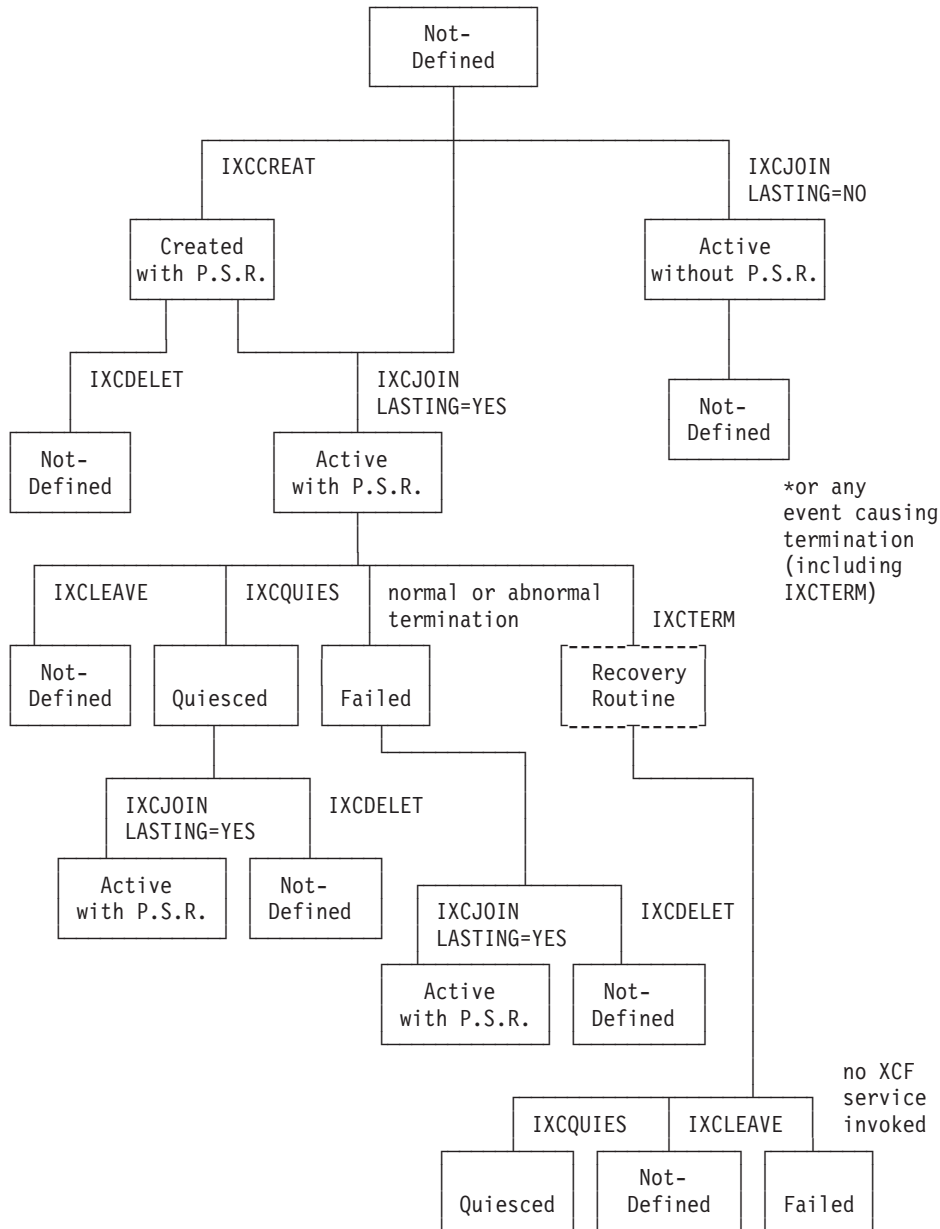 Not-
Defined
IXCCREAT
IXCJOIN
LASTING=NO
Created
with P.S.R.
Active
without P.S.R.
IXCDELET
IXCJOIN
LASTING=YES
Not-
Defined
Not-
Defined
Active
with P.S.R.
*or any
event causing
termination
(including
IXCTERM)
IXCLEAVE
IXCQUIES
normal or abnormal
termination
IXCTERM
Not-
Defined
Quiesced
Failed
Recovery
Routine
IXCJOIN
LASTING=YES
IXCDELET
Active
with P.S.R.
Not-
Defined
IXCJOIN
LASTING=YES
IXCDELET
Active
with P.S.R.
Not-
Defined
no XCF
service
invoked
IXCQUIES
IXCLEAVE
Quiesced
Not-
Defined
Failed